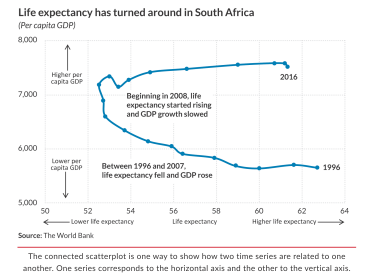 Life expectancy has turned around in South Africa
(Per capita GDP)
8,000
Higher per
capita GDP
2016
7,000
Beginning in 2008, life
expectancy started rising
and GDP growth slowed
6,000
Lower per
capita GDP
Between 1996 and 2007,
life expectancy fell and GDP rose
1996
5,000
50 52 54 56 58 60 62 64
Lower life expectancy Life expectancy Higher life expectancy
Source: The World Bank
The connected scatterplot is one way to show how two time series are related to one
another. One series corresponds to the horizontal axis and the other to the vertical axis.